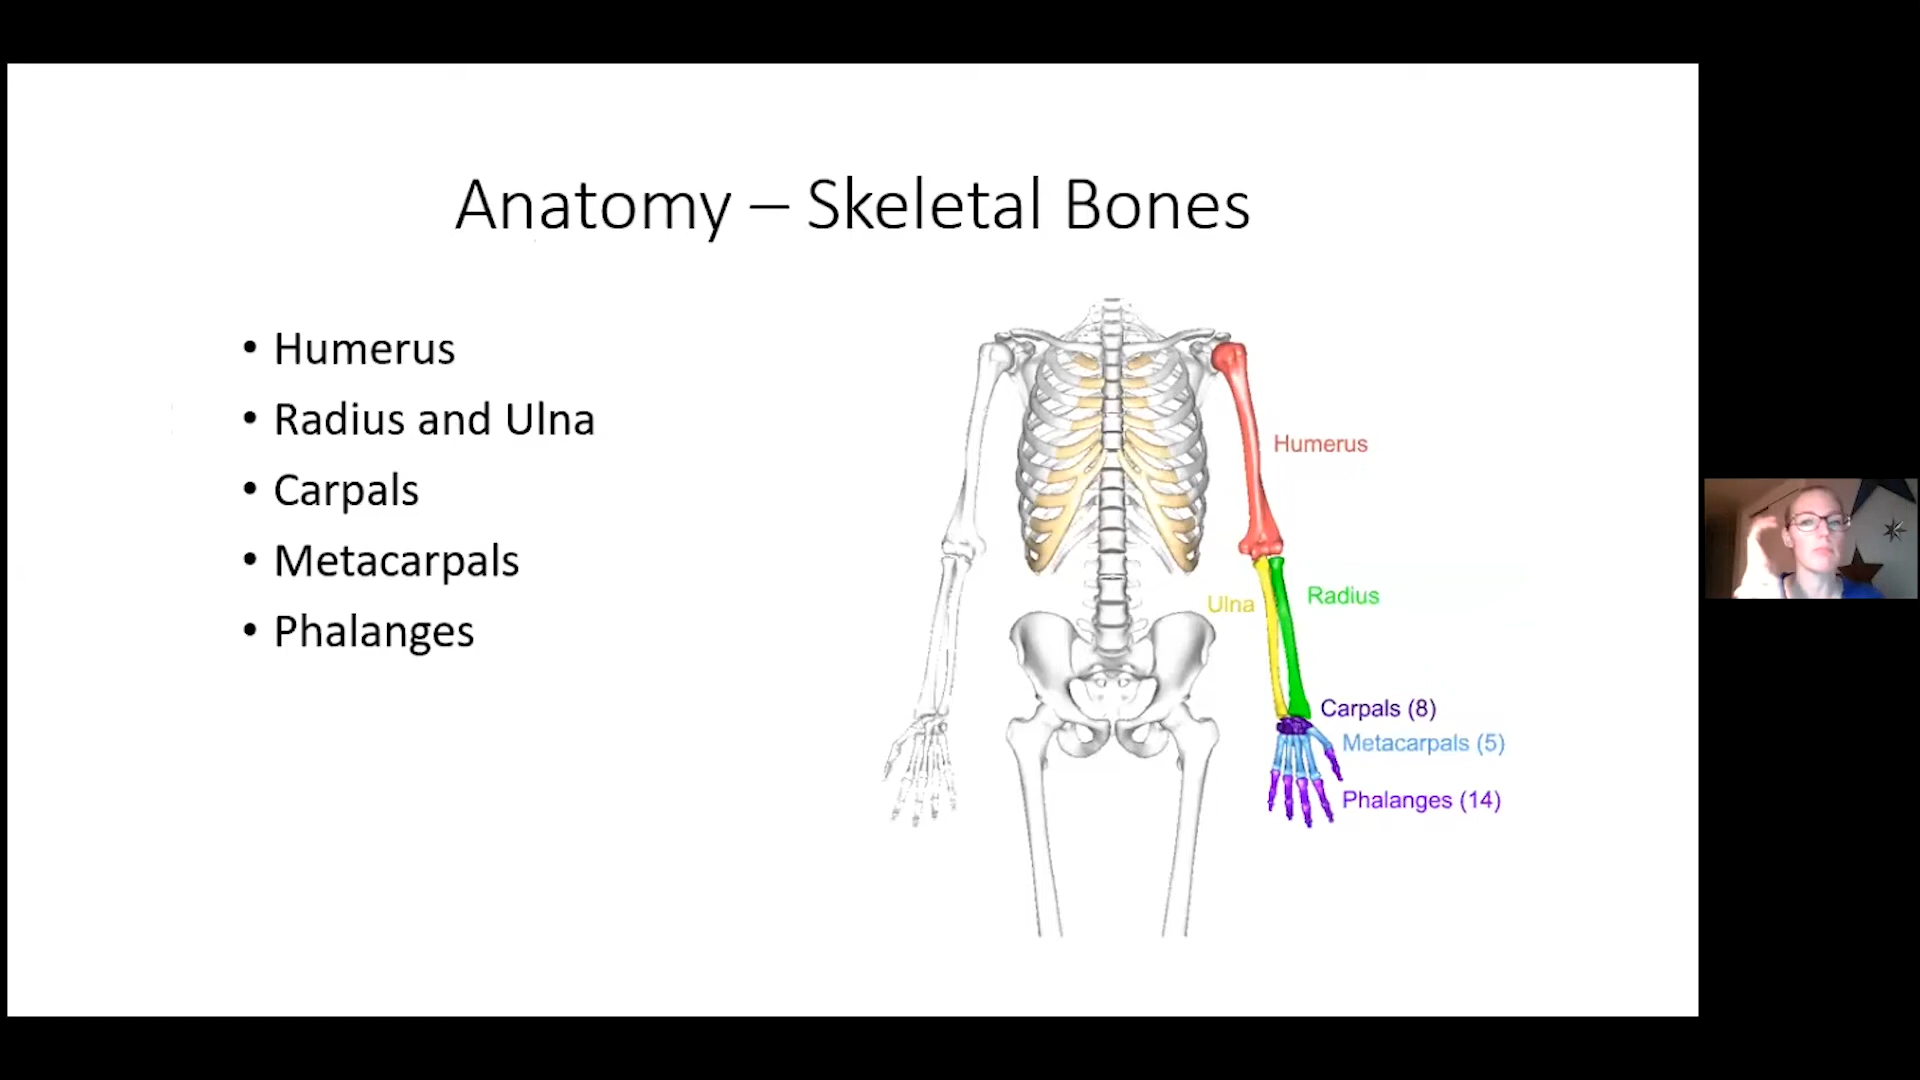 Anatomy – Skeletal Bones
• Humerus
• Radius and Ulna
• Carpals
• Metacarpals
• Phalanges
Humerus
Ulna
Radius
Carpals (8)
Metacarpals (5)
Phalanges (14)